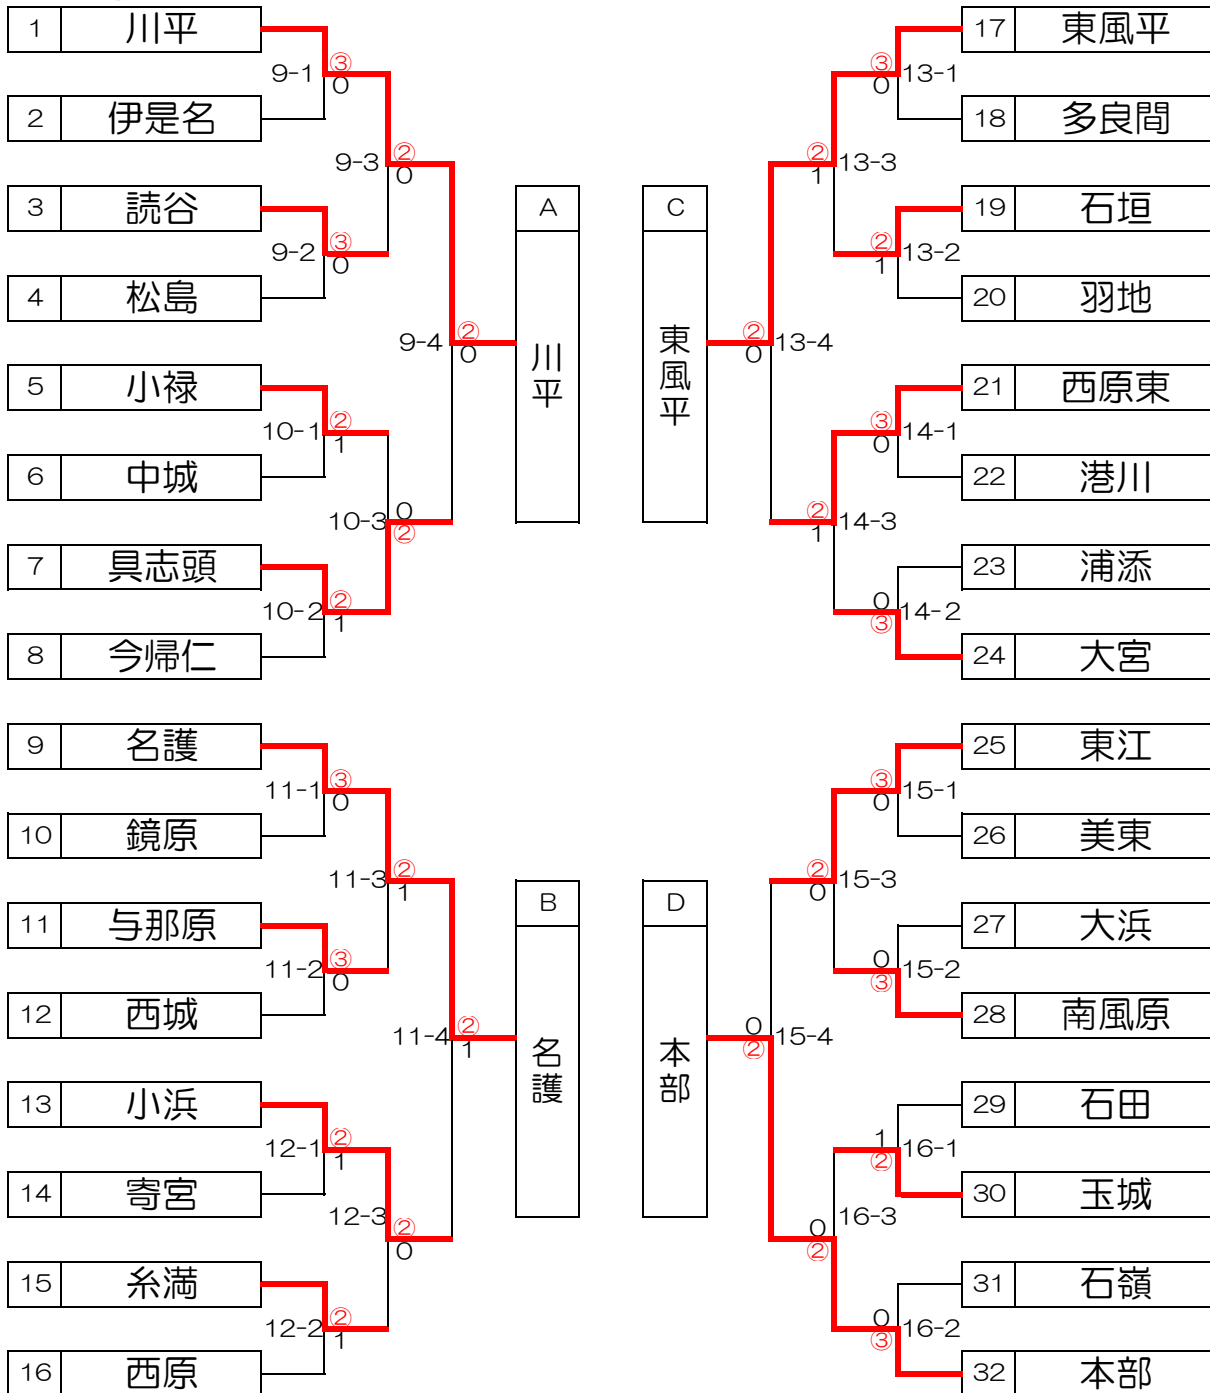 1 川平
9-1 ③
0
2 伊是名
9-3 ②
0
3 読谷
9-2 ③
0
4 松島
9-4 ②
0
A
川平
5 小禄
10-1 ②
1
6 中城
10-3 0
②
7 具志頭
10-2 ②
1
8 今帰仁
9 名護
11-1 ③
0
10 鏡原
11-3 ②
1
11 与那原
11-2 ③
0
12 西城
11-4 ②
1
B
名護
13 小浜
12-1 ②
1
14 寄宮
12-3 ②
0
15 糸満
12-2 ②
1
16 西原
17 東風平
③ 13-1
0
18 多良間
② 13-3
1
19 石垣
② 13-2
1
20 羽地
C
東風平
② 13-4
0
21 西原東
③ 14-1
0
22 港川
② 14-3
1
23 浦添
0 14-2
③
24 大宮
25 東江
③ 15-1
0
26 美東
② 15-3
0
27 大浜
0 15-2
③
28 南風原
D
本部
0 15-4
②
29 石田
1 16-1
②
30 玉城
0 16-3
②
31 石嶺
0 16-2
③
32 本部